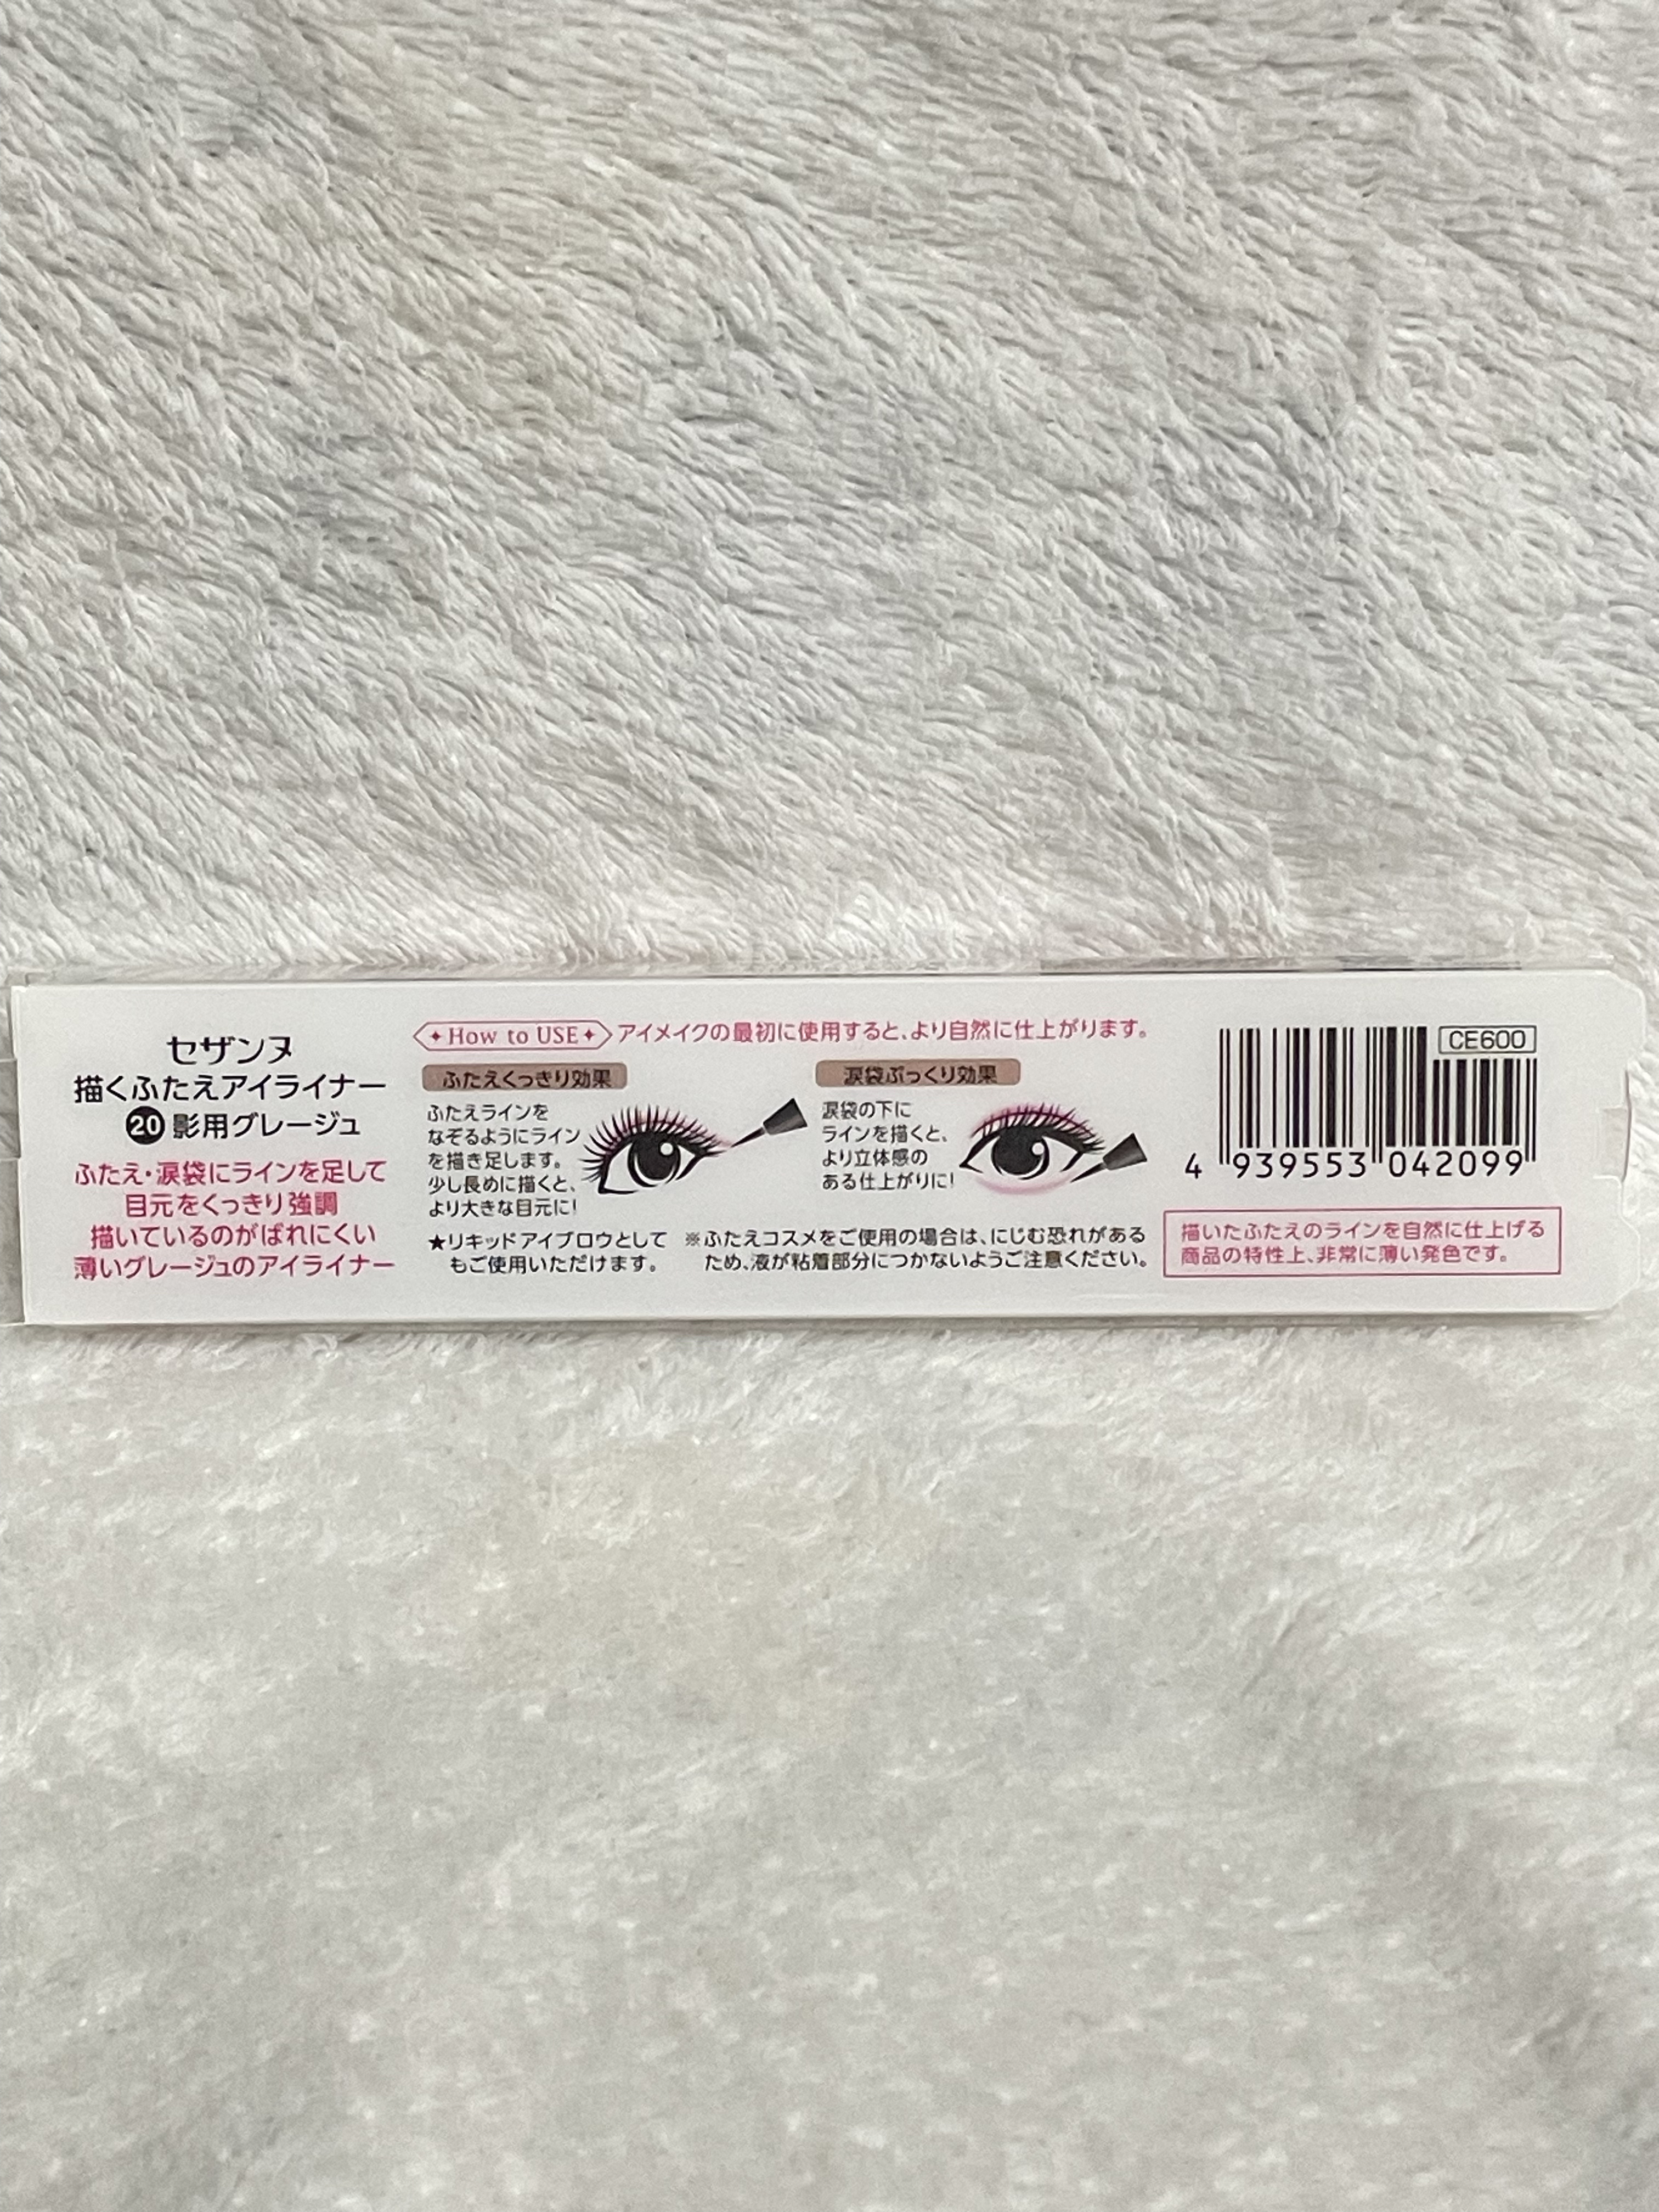 セザンヌ
描くふたえアイライナー
20 影用グレージュ
ふたえ・涙袋にラインを足して
目元をくっきり強調
描いているのがばれにくい
薄いグレージュのアイライナー
How to USE アイメイクの最初に使用すると、より自然に仕上がります。
ふたえくっきり効果
ふたえラインを
なぞるようにライン
を描き足します。
少し長めに描くと、
より大きな目元に!
涙袋ぷっくり効果
涙袋の下に
ラインを描くと、
より立体感の
ある仕上がりに!
★リキッドアイブロウとして
もご使用いただけます。
※ふたえコスメをご使用の場合は、にじむ恐れがある
ため、液が粘着部分につかないようご注意ください。
CE600
4 939553 042099
描いたふたえのラインを自然に仕上げる
商品の特性上、非常に薄い発色です。